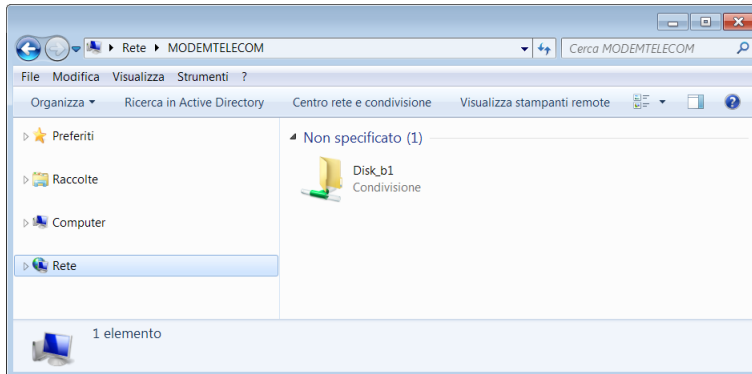 Rete MODEMTELECOM
Cerca MODEMTELECOM
File Modifica Visualizza Strumenti ?
Organizza Ricerca in Active Directory Centro rete e condivisione Visualizza stampanti remote
Preferiti
Raccolte
Computer
Rete
Non specificato (1)
Disk_b1
Condivisione
1 elemento